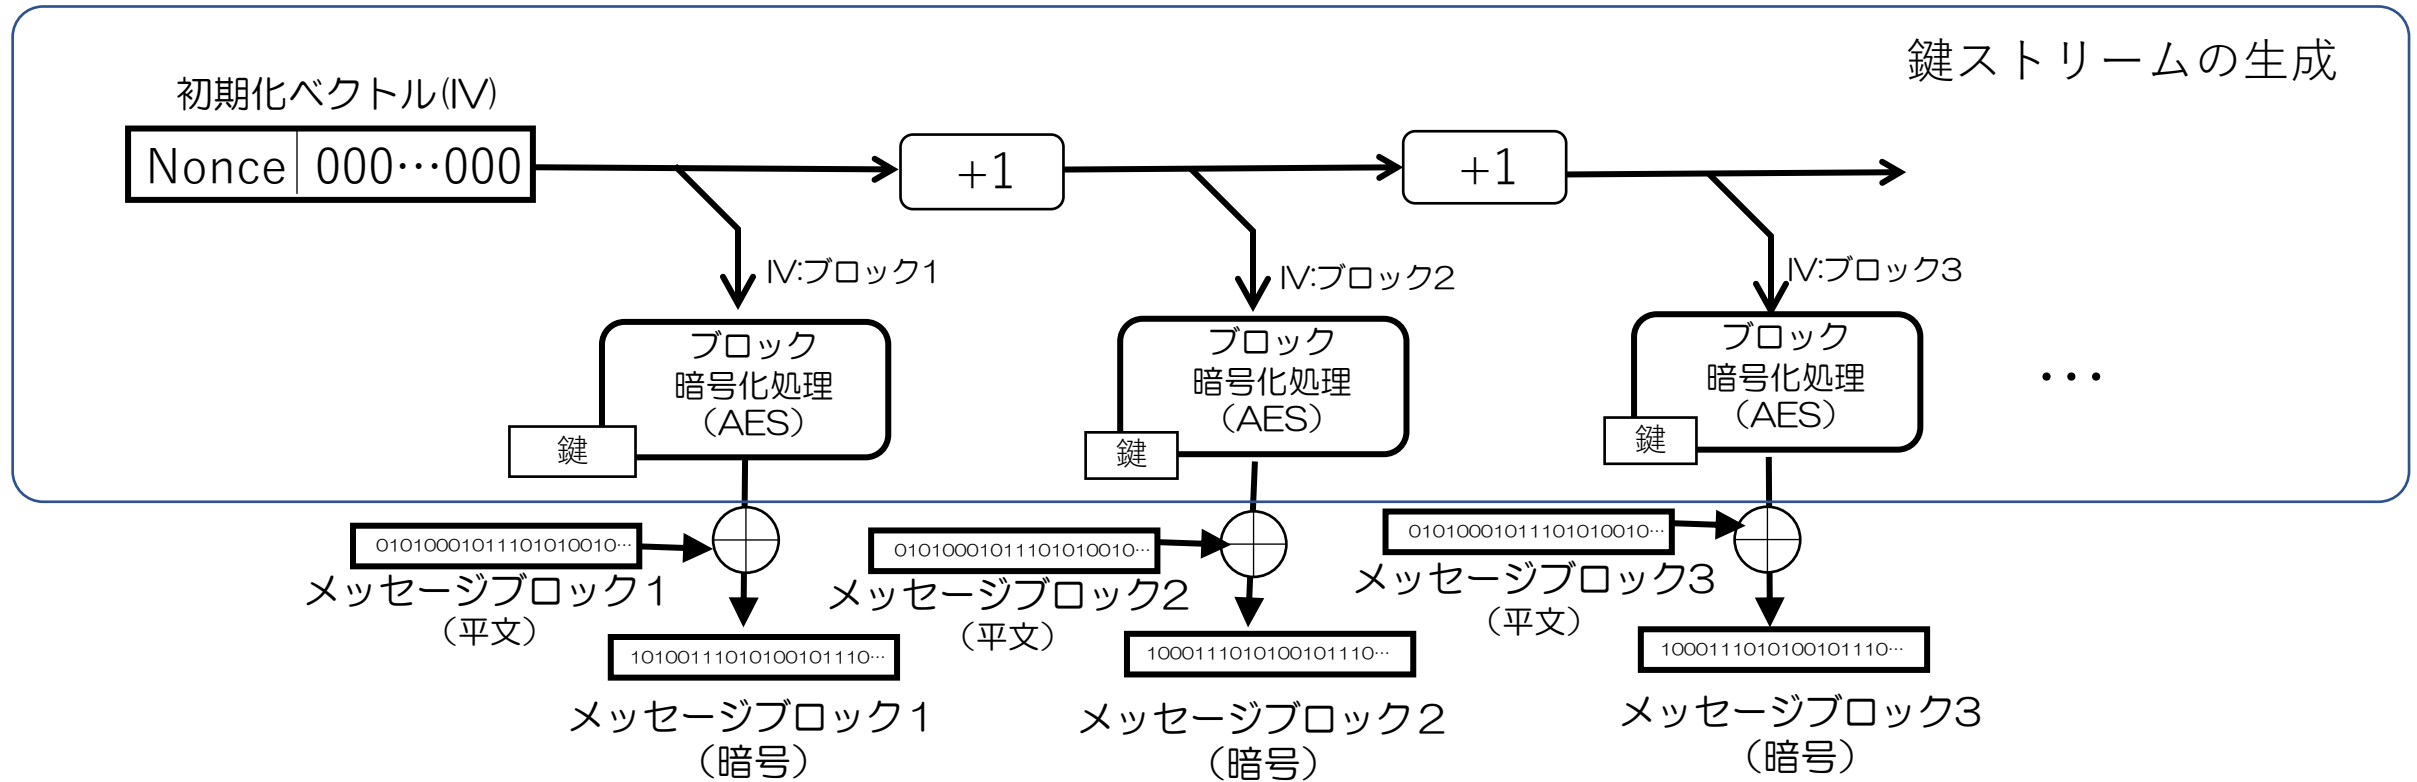 鍵ストリームの生成
初期化ベクトル(IV)
Nonce 000…000
+1
+1
IV:ブロック1
IV:ブロック2
IV:ブロック3
ブロック
暗号化処理
(AES)
鍵
ブロック
暗号化処理
(AES)
鍵
ブロック
暗号化処理
(AES)
鍵
…
01010001011101010010…
メッセージブロック1
(平文)
01010001011101010010…
メッセージブロック2
(平文)
01010001011101010010…
メッセージブロック3
(平文)
10100111010100101110…
メッセージブロック1
(暗号)
1000111010100101110…
メッセージブロック2
(暗号)
1000111010100101110…
メッセージブロック3
(暗号)